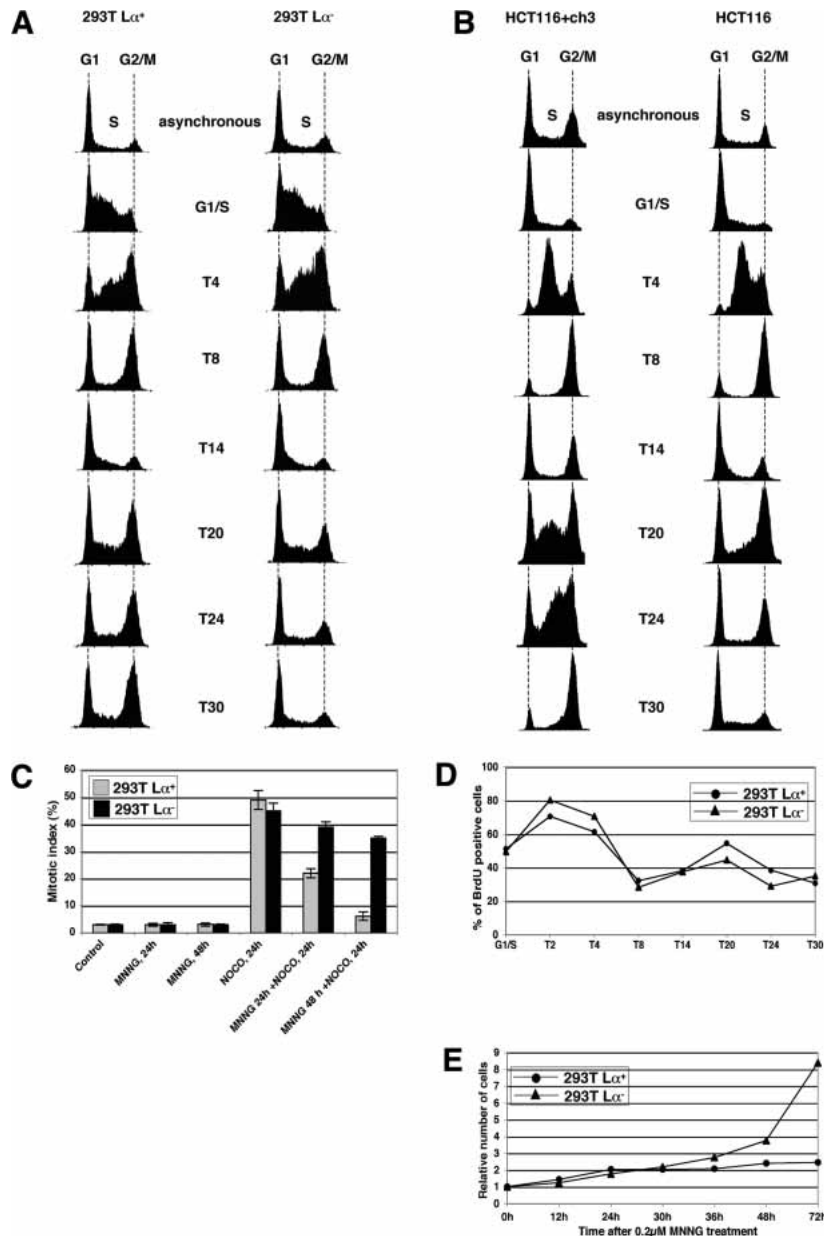 A
293T Lα+
293T Lα-
G1
G2/M
G1
G2/M
S
asynchronous
S
G1/S
T4
T8
T14
T20
T24
T30
B
HCT116+ch3
HCT116
G1
G2/M
G1
G2/M
S
asynchronous
S
G1/S
T4
T8
T14
T20
T24
T30
C
293T Lα+
293T Lα-
Mitotic index (%)
60
50
40
30
20
10
0
Control
MNNG, 24h
MNNG, 48h
NOCO, 24h
MNNG 24h +NOCO, 24h
MNNG 48 h +NOCO, 24h
D
293T Lα+
293T Lα-
% of BrdU positive cells
100
80
60
40
20
0
G1/S
T2
T4
T8
T14
T20
T24
T30
E
293T Lα+
293T Lα-
Relative number of cells
9
8
7
6
5
4
3
2
1
0
0h
12h
24h
30h
36h
48h
72h
Time after 0.2µM MNNG treatment